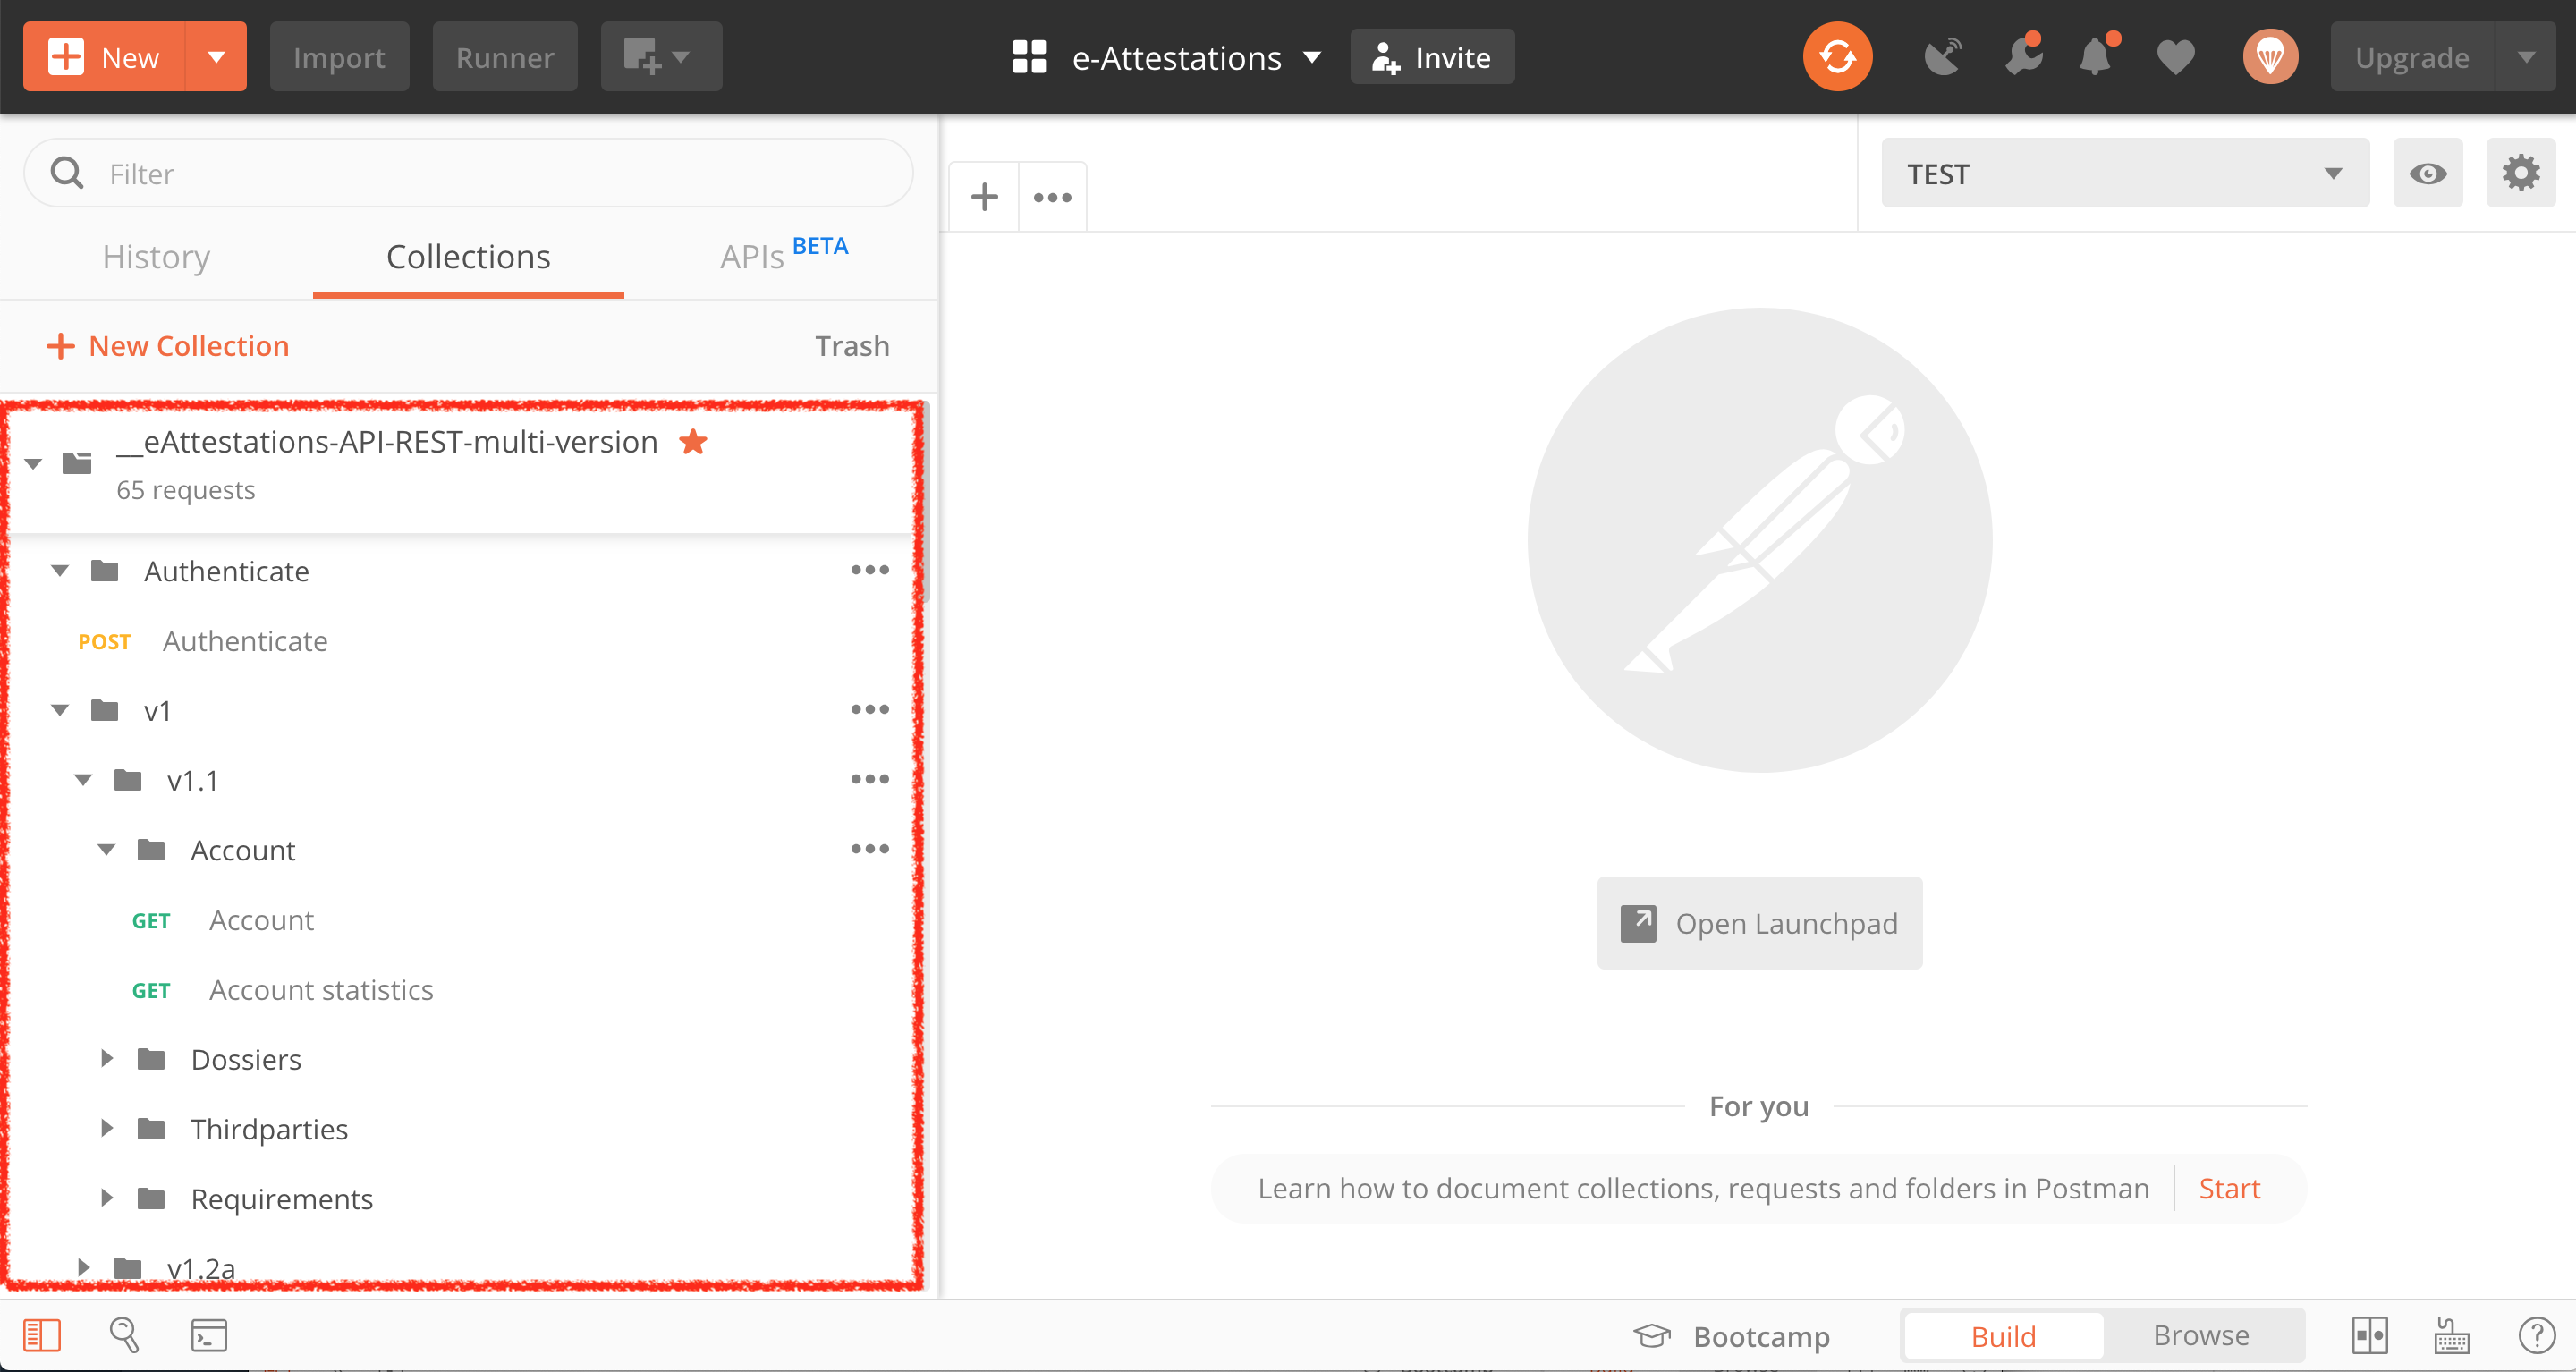 New
Import
Runner
e-Attestations
Invite
Upgrade
Filter
TEST
History
Collections
APIs BETA
New Collection
Trash
__eAttestations-API-REST-multi-version
65 requests
Authenticate
POST Authenticate
v1
v1.1
Account
GET Account
GET Account statistics
Dossiers
Thirdparties
Requirements
v1.2a
Open Launchpad
For you
Learn how to document collections, requests and folders in Postman
Start
Bootcamp
Build
Browse